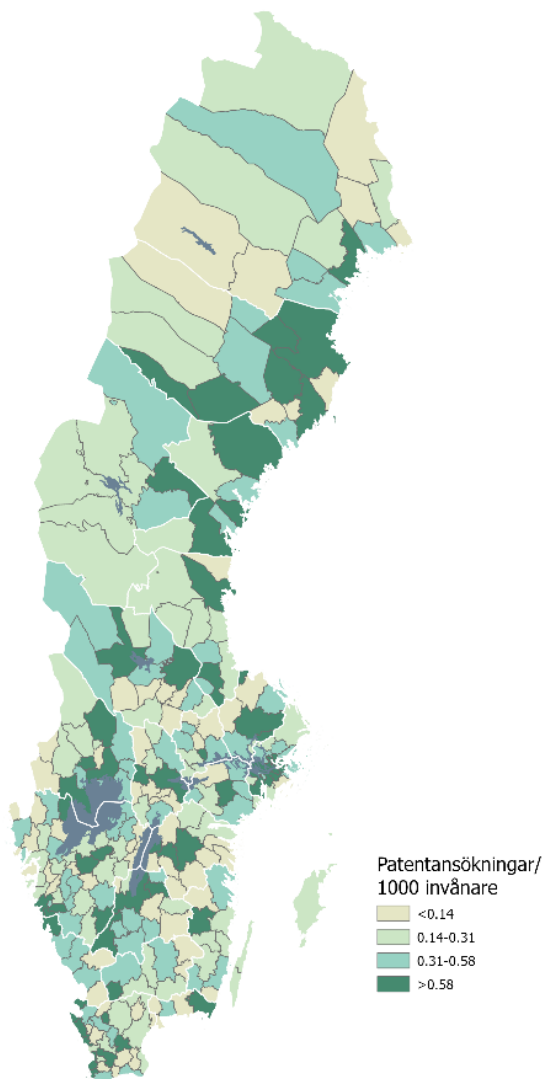 Patentansökningar/
1000 invånare
<0.14
0.14-0.31
0.31-0.58
>0.58